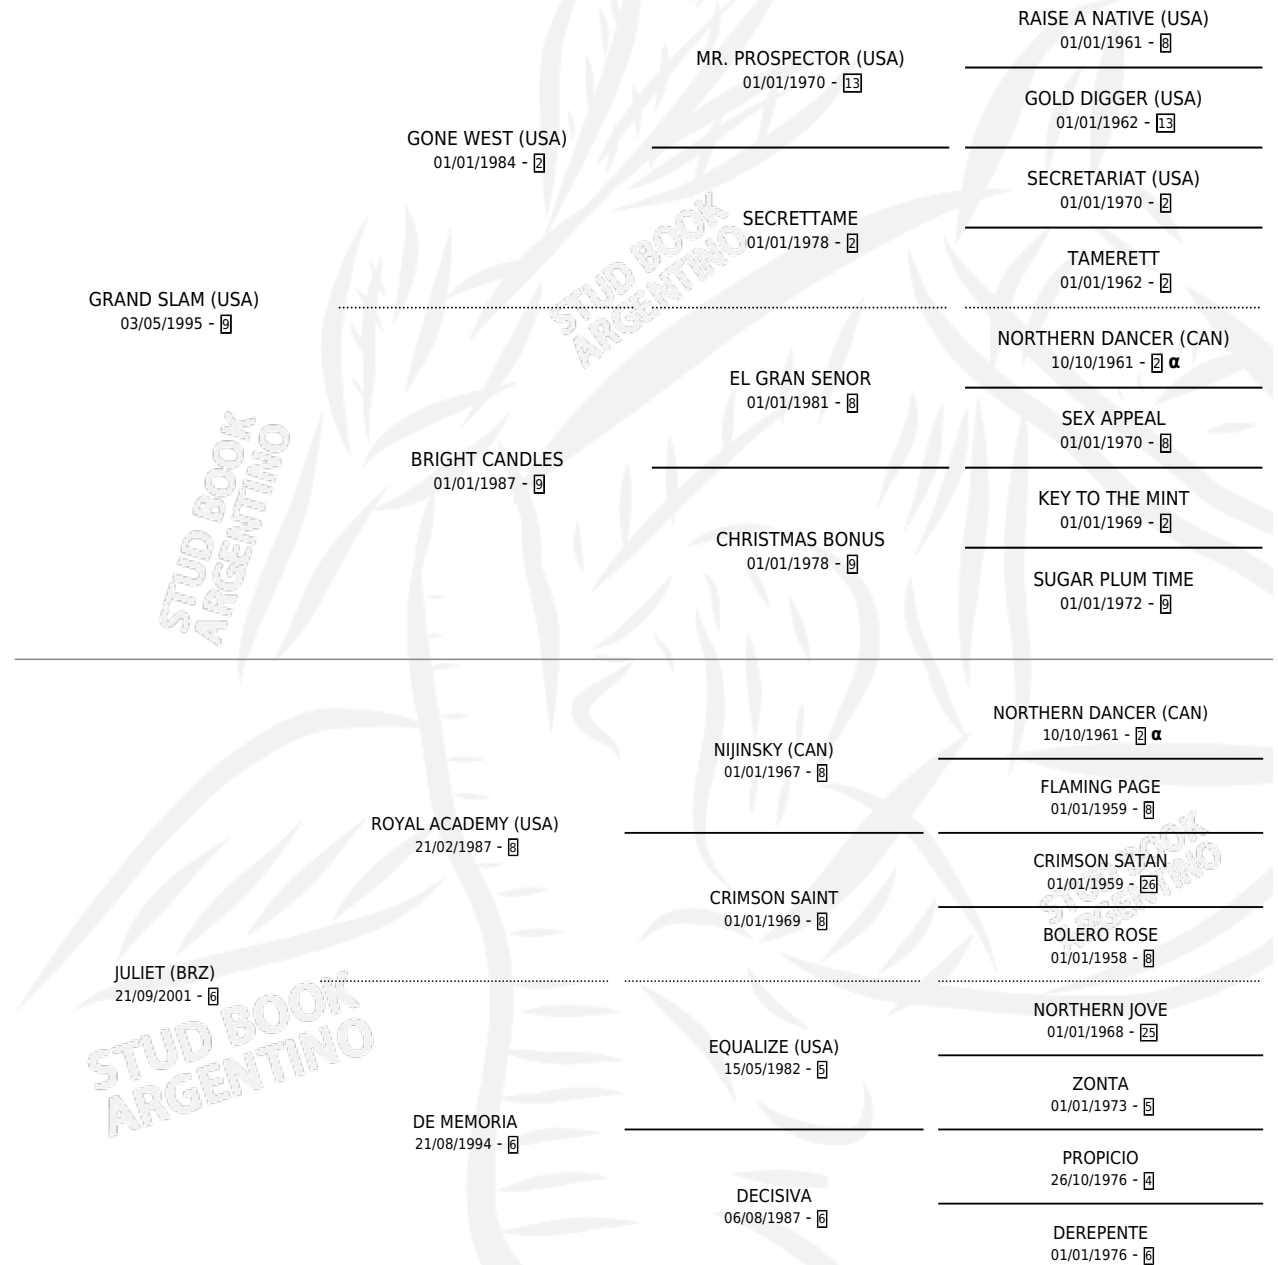 RAISE A NATIVE (USA)
01/01/1961 - 8
MR. PROSPECTOR (USA)
01/01/1970 - 13
GOLD DIGGER (USA)
01/01/1962 - 13
GONE WEST (USA)
01/01/1984 - 2
SECRETARIAT (USA)
01/01/1970 - 2
SECRETTAME
01/01/1978 - 2
TAMERETT
01/01/1962 - 2
GRAND SLAM (USA)
03/05/1995 - 9
NORTHERN DANCER (CAN)
10/10/1961 - 2 α
EL GRAN SENOR
01/01/1981 - 8
SEX APPEAL
01/01/1970 - 8
BRIGHT CANDLES
01/01/1987 - 9
KEY TO THE MINT
01/01/1969 - 2
CHRISTMAS BONUS
01/01/1978 - 9
SUGAR PLUM TIME
01/01/1972 - 9
NORTHERN DANCER (CAN)
10/10/1961 - 2 α
NIJINSKY (CAN)
01/01/1967 - 8
FLAMING PAGE
01/01/1959 - 8
ROYAL ACADEMY (USA)
21/02/1987 - 8
CRIMSON SATAN
01/01/1959 - 26
CRIMSON SAINT
01/01/1969 - 8
BOLERO ROSE
01/01/1958 - 8
JULIET (BRZ)
21/09/2001 - 6
NORTHERN JOVE
01/01/1968 - 25
EQUALIZE (USA)
15/05/1982 - 5
ZONTA
01/01/1973 - 5
DE MEMORIA
21/08/1994 - 6
PROPICIO
26/10/1976 - 4
DECISIVA
06/08/1987 - 6
DEREPENTE
01/01/1976 - 6
STUD BOOK
ARGENTINO
STUD BOOK
ARGENTINO
STUD BOOK
ARGENTINO
STUD BOOK
ARGENTINO